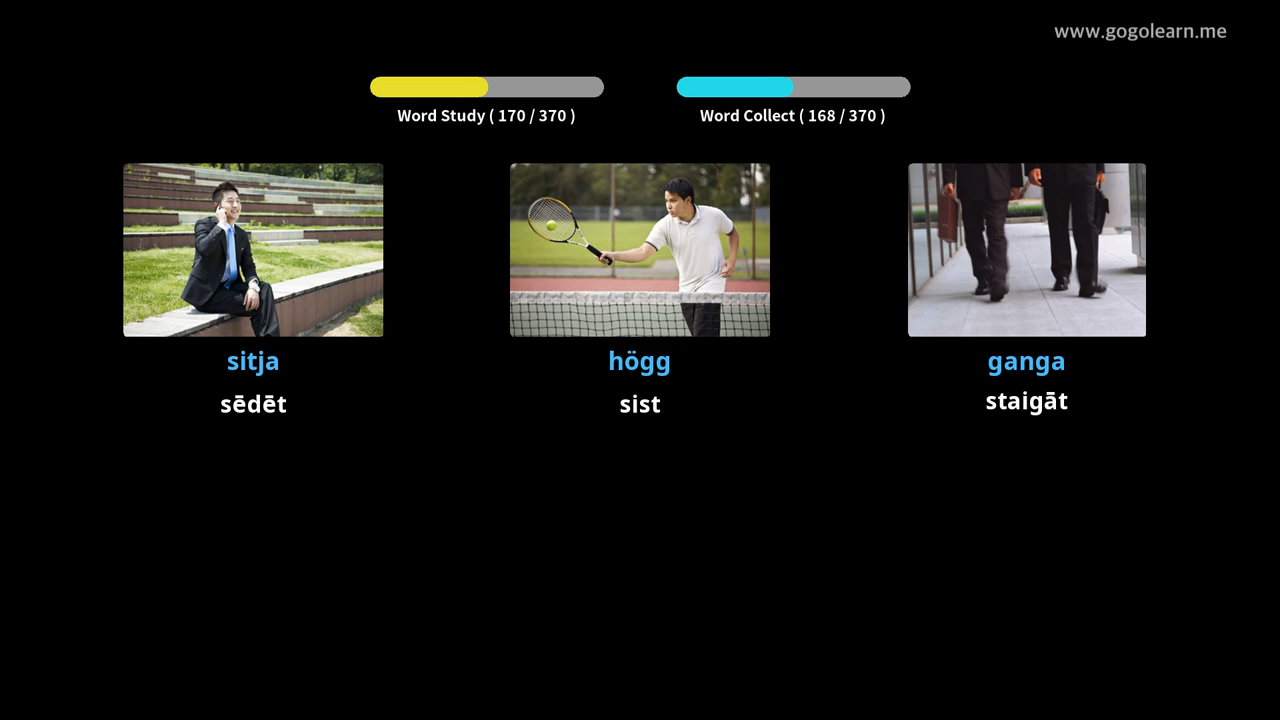 www.gogolearn.me
Word Study ( 170 / 370 )
Word Collect ( 168 / 370 )
sitja
högg
ganga
sēdēt
sist
staigāt